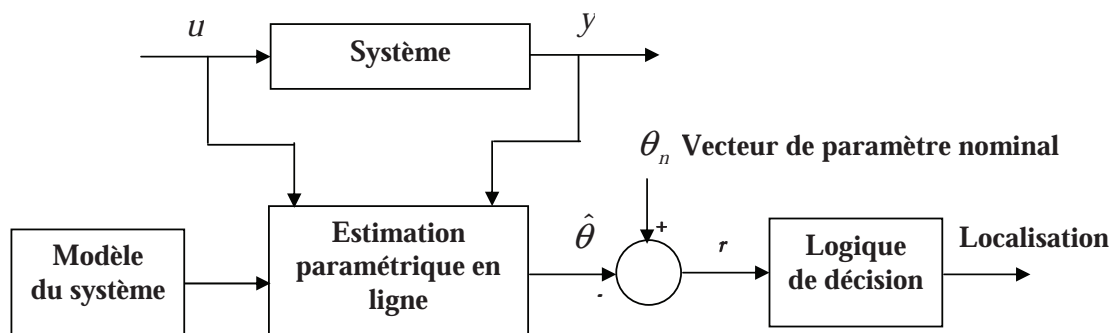 u
y
Système
θn Vecteur de paramètre nominal
Modèle
du système
Estimation
paramétrique en
ligne
θ̂
+
-
r
Logique
de décision
Localisation